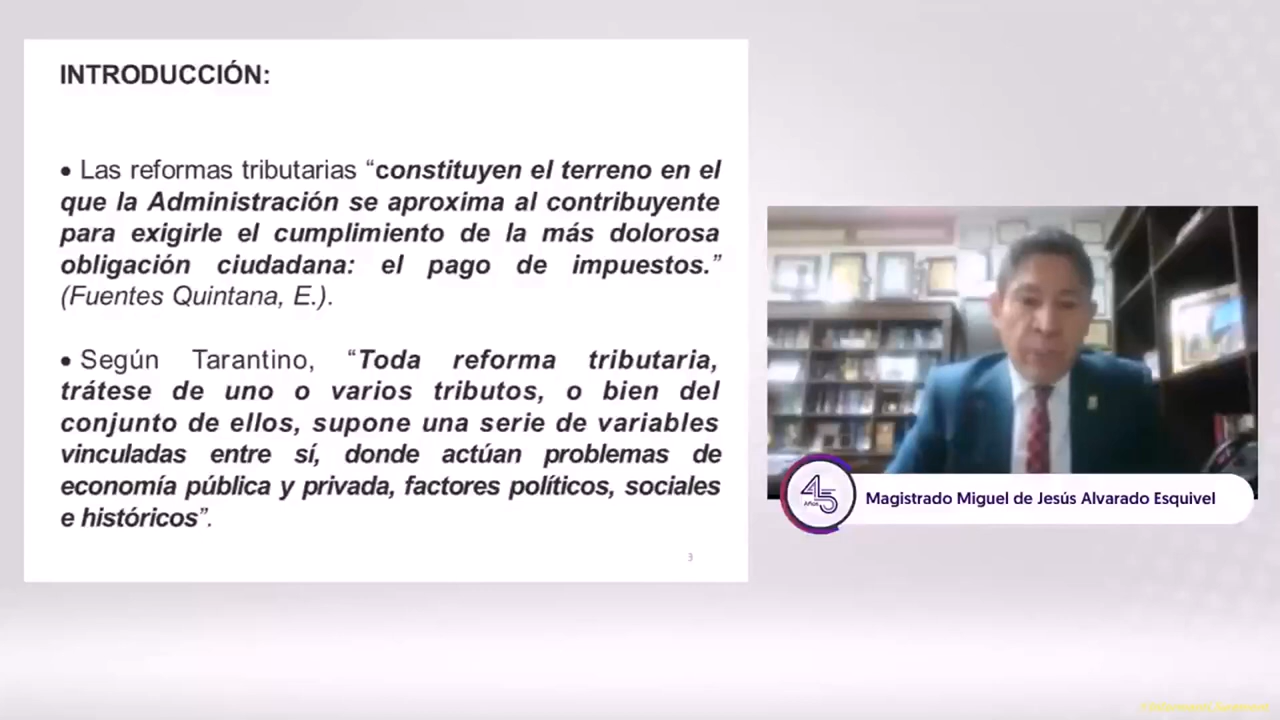 INTRODUCCIÓN:
• Las reformas tributarias “constituyen el terreno en el
que la Administración se aproxima al contribuyente
para exigirle el cumplimiento de la más dolorosa
obligación ciudadana: el pago de impuestos.”
(Fuentes Quintana, E.).
• Según Tarantino, “Toda reforma tributaria,
trátese de uno o varios tributos, o bien del
conjunto de ellos, supone una serie de variables
vinculadas entre sí, donde actúan problemas de
economía pública y privada, factores políticos, sociales
e históricos”.
3
45
AÑOS
Magistrado Miguel de Jesús Alvarado Esquivel